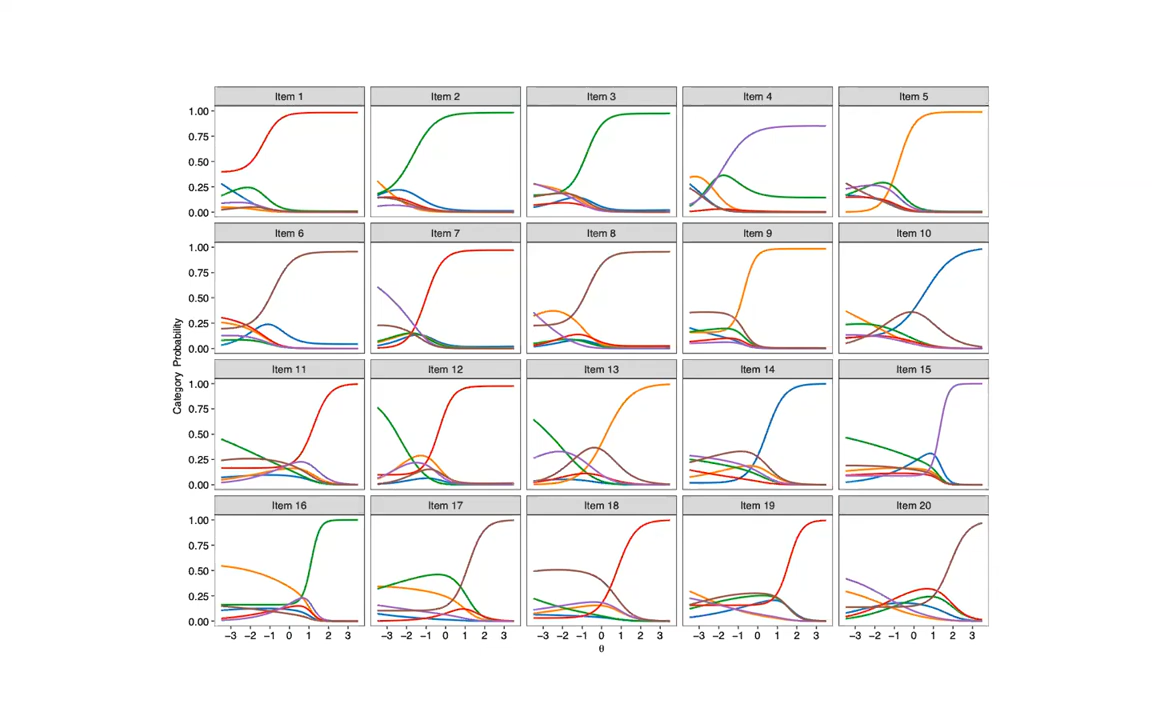 Item 1 Item 2 Item 3 Item 4 Item 5
1.00
0.75
0.50
0.25
0.00
Item 6 Item 7 Item 8 Item 9 Item 10
1.00
0.75
0.50
0.25
0.00
Category Probability
Item 11 Item 12 Item 13 Item 14 Item 15
1.00
0.75
0.50
0.25
0.00
Item 16 Item 17 Item 18 Item 19 Item 20
1.00
0.75
0.50
0.25
0.00
−3 −2 −1 0 1 2 3 −3 −2 −1 0 1 2 3 −3 −2 −1 0 1 2 3 −3 −2 −1 0 1 2 3 −3 −2 −1 0 1 2 3
θ